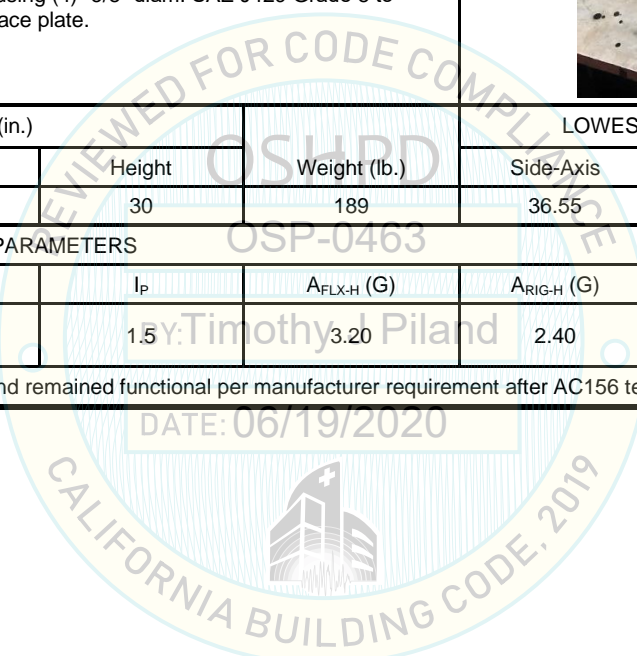 using (4) 3/8" diam. SAE J429 Grade 8 to
ace plate.
(in.) LOWES
Height Weight (lb.) Side-Axis
30 189 36.55
PARAMETERS
IP AFLX-H (G) ARIG-H (G)
1.5 3.20 2.40
nd remained functional per manufacturer requirement after AC156 te
REVIEWED FOR CODE COMPLIANCE
OSHPD
OSP-0463
BY:Timothy J Piland
DATE: 06/19/2020
CALIFORNIA BUILDING CODE, 2019